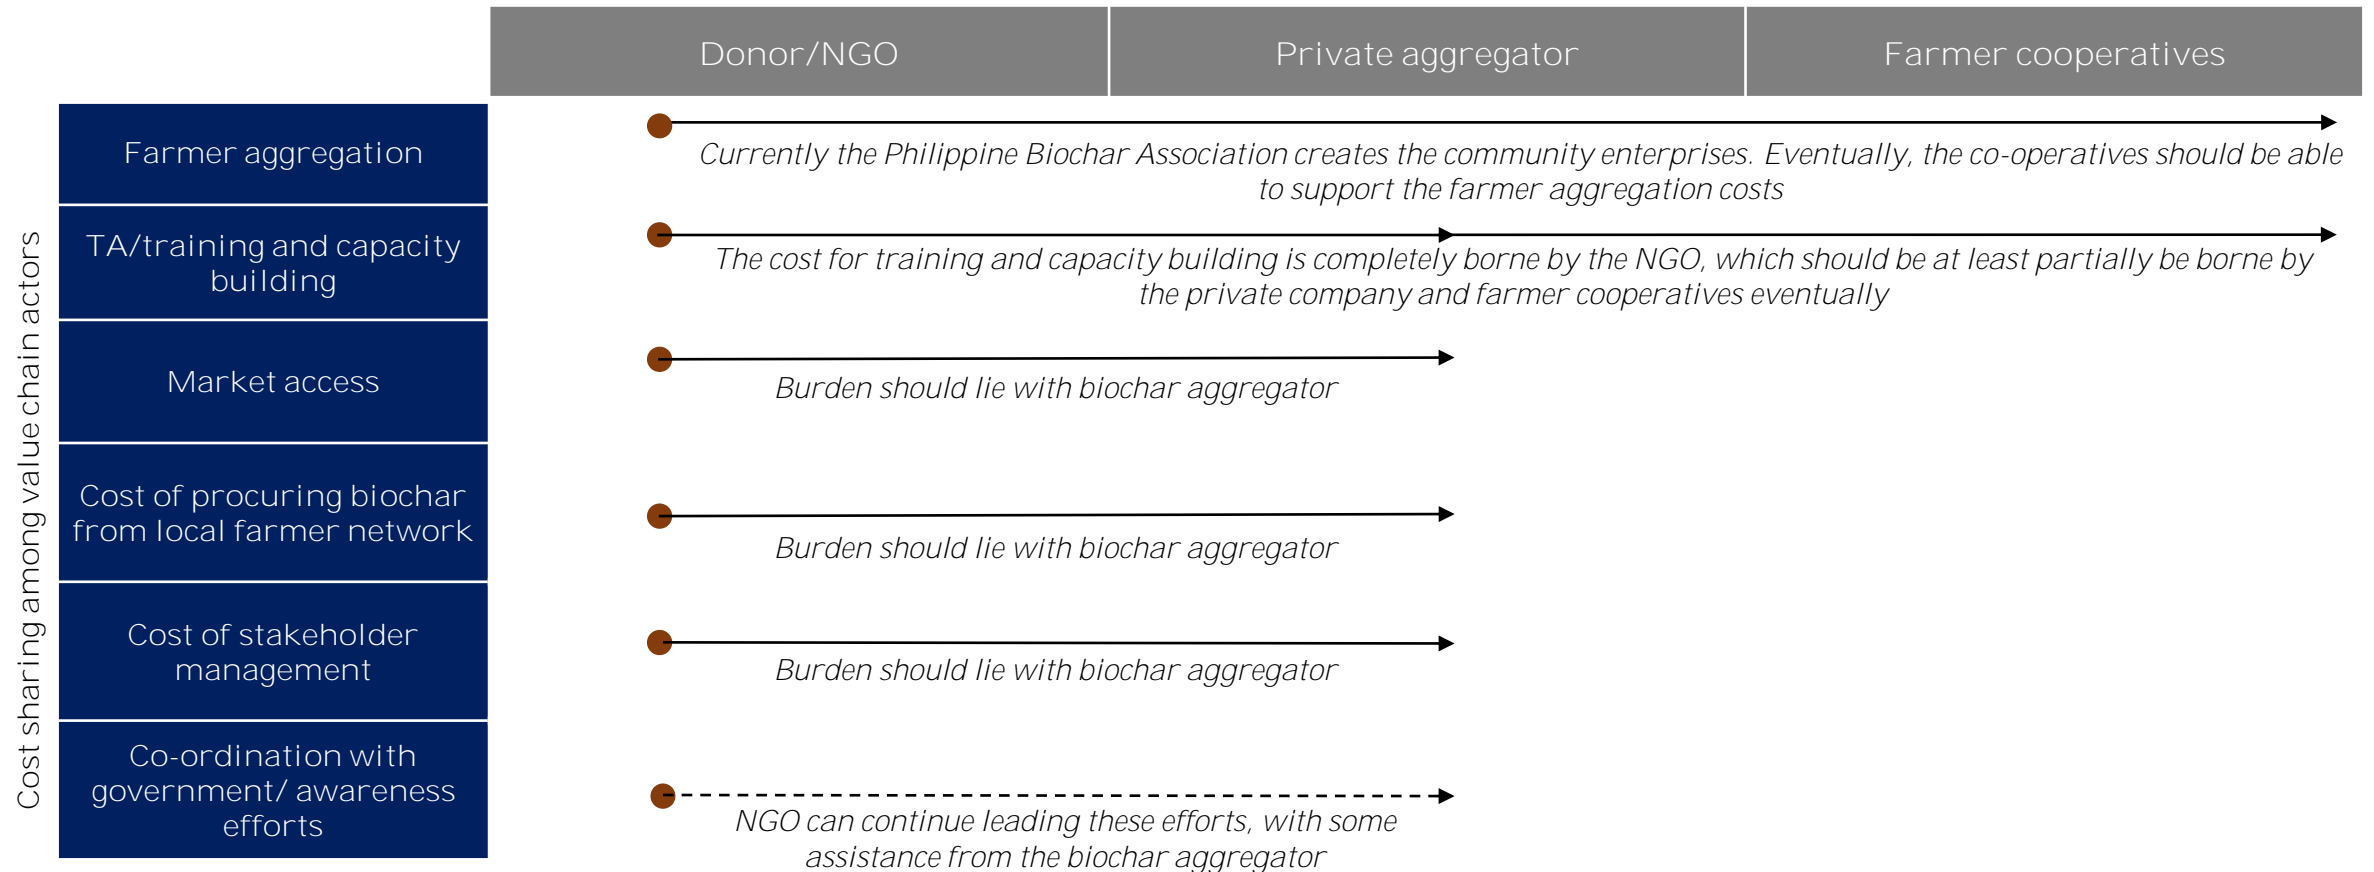 Donor/NGO
Private aggregator
Farmer cooperatives
Cost sharing among value chain actors
Farmer aggregation
Currently the Philippine Biochar Association creates the community enterprises. Eventually, the co-operatives should be able
to support the farmer aggregation costs
TA/training and capacity
building
The cost for training and capacity building is completely borne by the NGO, which should be at least partially be borne by
the private company and farmer cooperatives eventually
Market access
Burden should lie with biochar aggregator
Cost of procuring biochar
from local farmer network
Burden should lie with biochar aggregator
Cost of stakeholder
management
Burden should lie with biochar aggregator
Co-ordination with
government/ awareness
efforts
NGO can continue leading these efforts, with some
assistance from the biochar aggregator